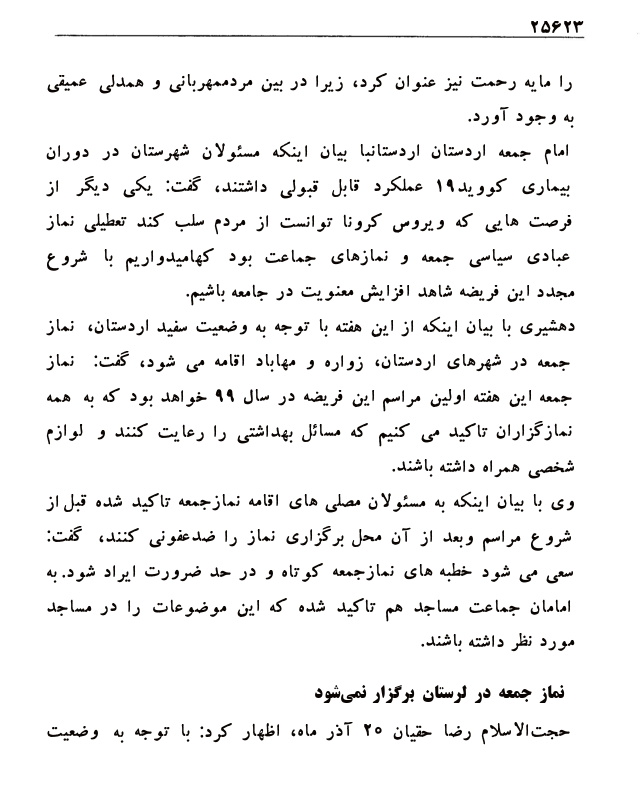 ۲۵۶۲۳
را مایه رحمت نیز عنوان کرد، زیرا در بین مردممهربانی و همدلی عمیقی
به وجود آورد.
امام جمعه اردستان اردستانبا بیان اینکه مسئولان شهرستان در دوران
بیماری کووید۱۹ عملکرد قابل قبولی داشتند، گفت: یکی دیگر از
فرصت هایی که ویروس کرونا توانست از مردم سلب کند تعطیلی نماز
عبادی سیاسی جمعه و نمازهای جماعت بود کهامیدواریم با شروع
مجدد این فریضه شاهد افزایش معنویت در جامعه باشیم.
دهشیری با بیان اینکه از این هفته با توجه به وضعیت سفید اردستان، نماز
جمعه در شهرهای اردستان، زواره و مهاباد اقامه می شود، گفت: نماز
جمعه این هفته اولین مراسم این فریضه در سال ۹۹ خواهد بود که به همه
نمازگزاران تاکید می کنیم که مسائل بهداشتی را رعایت کنند و لوازم
شخصی همراه داشته باشند.
وی با بیان اینکه به مسئولان مصلی های اقامه نمازجمعه تاکید شده قبل از
شروع مراسم وبعد از آن محل برگزاری نماز را ضدعفونی کنند، گفت:
سعی می شود خطبه های نمازجمعه کوتاه و در حد ضرورت ایراد شود. به
امامان جماعت مساجد هم تاکید شده که این موضوعات را در مساجد
مورد نظر داشته باشند.
نماز جمعه در لرستان برگزار نمی‌شود
حجت‌الاسلام رضا حقیان ۲۰ آذر ماه، اظهار کرد: با توجه به وضعیت